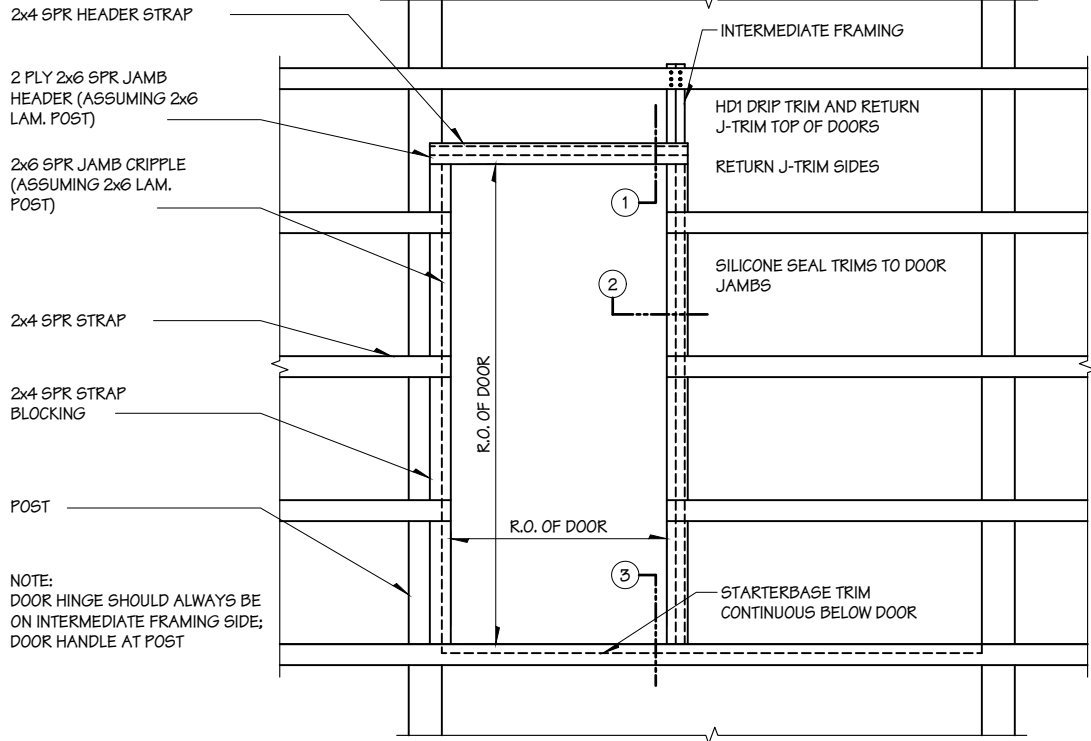 2x4 SPR HEADER STRAP
INTERMEDIATE FRAMING
2 PLY 2x6 SPR JAMB
HEADER (ASSUMING 2x6
LAM. POST)
HD1 DRIP TRIM AND RETURN
J-TRIM TOP OF DOORS
2x6 SPR JAMB CRIPPLE
(ASSUMING 2x6 LAM.
POST)
RETURN J-TRIM SIDES
1
SILICONE SEAL TRIMS TO DOOR
JAMBS
2
2x4 SPR STRAP
2x4 SPR STRAP
BLOCKING
R.O. OF DOOR
POST
R.O. OF DOOR
3
NOTE:
DOOR HINGE SHOULD ALWAYS BE
ON INTERMEDIATE FRAMING SIDE;
DOOR HANDLE AT POST
STARTERBASE TRIM
CONTINUOUS BELOW DOOR